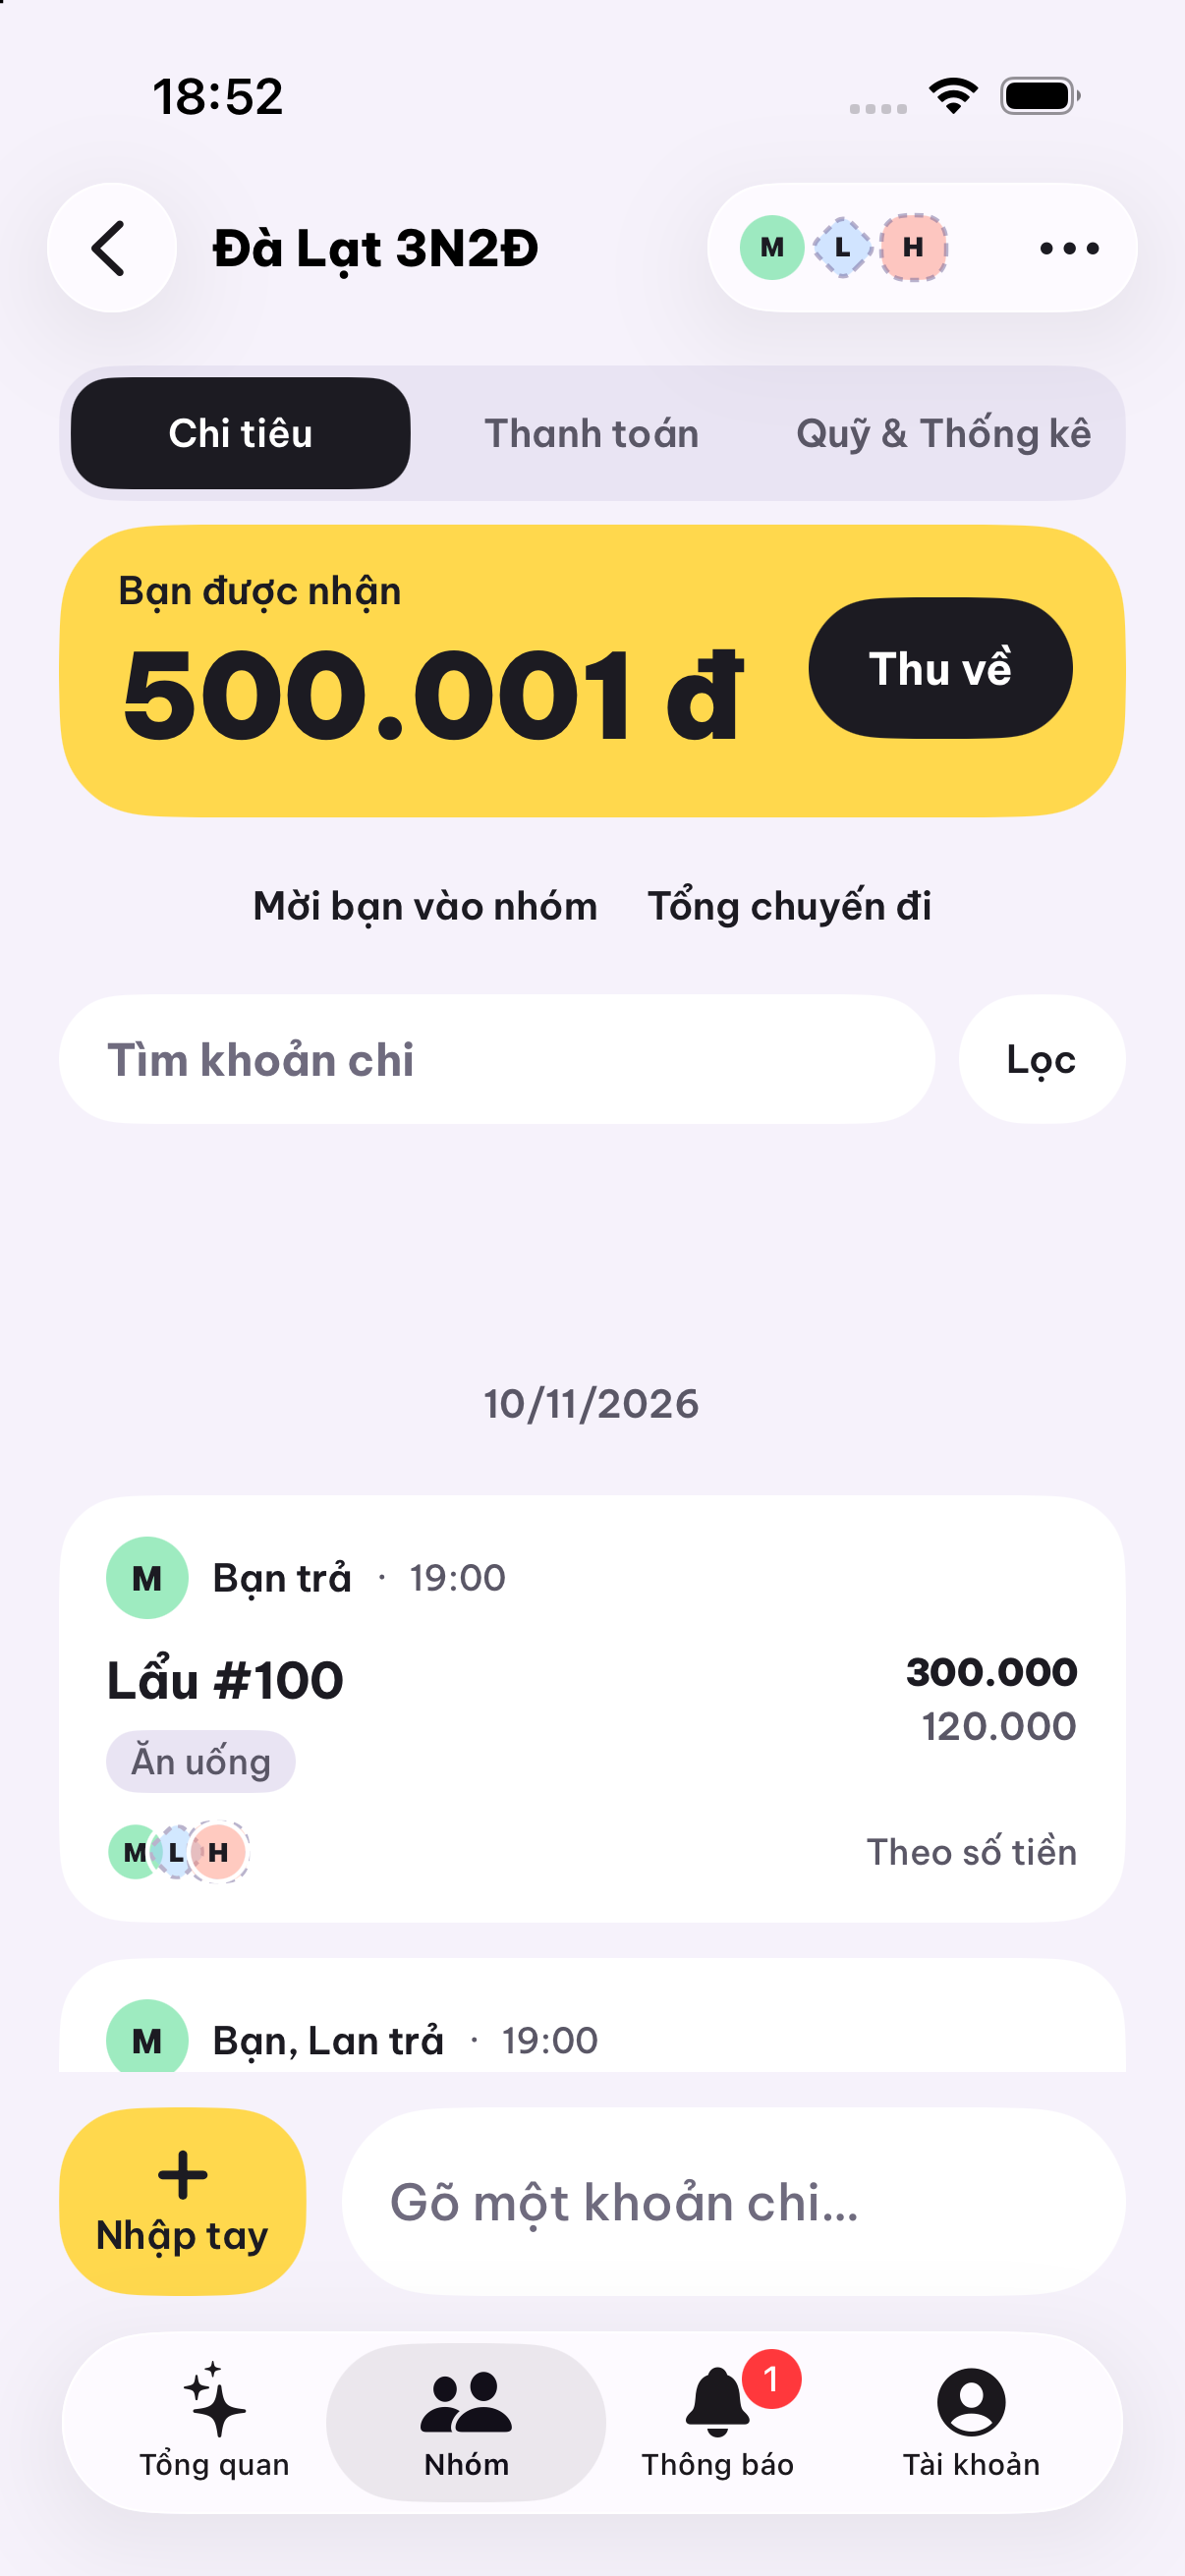 18:52
Đà Lạt 3N2Đ
M L H
Chi tiêu Thanh toán Quỹ & Thống kê
Bạn được nhận
500.001 đ
Thu về
Mời bạn vào nhóm Tổng chuyến đi
Tìm khoản chi
Lọc
10/11/2026
M Bạn trả · 19:00
Lẩu #100
300.000
120.000
Ăn uống
M L H
Theo số tiền
M Bạn, Lan trả · 19:00
Nhập tay
Gõ một khoản chi...
1
Tổng quan Nhóm Thông báo Tài khoản